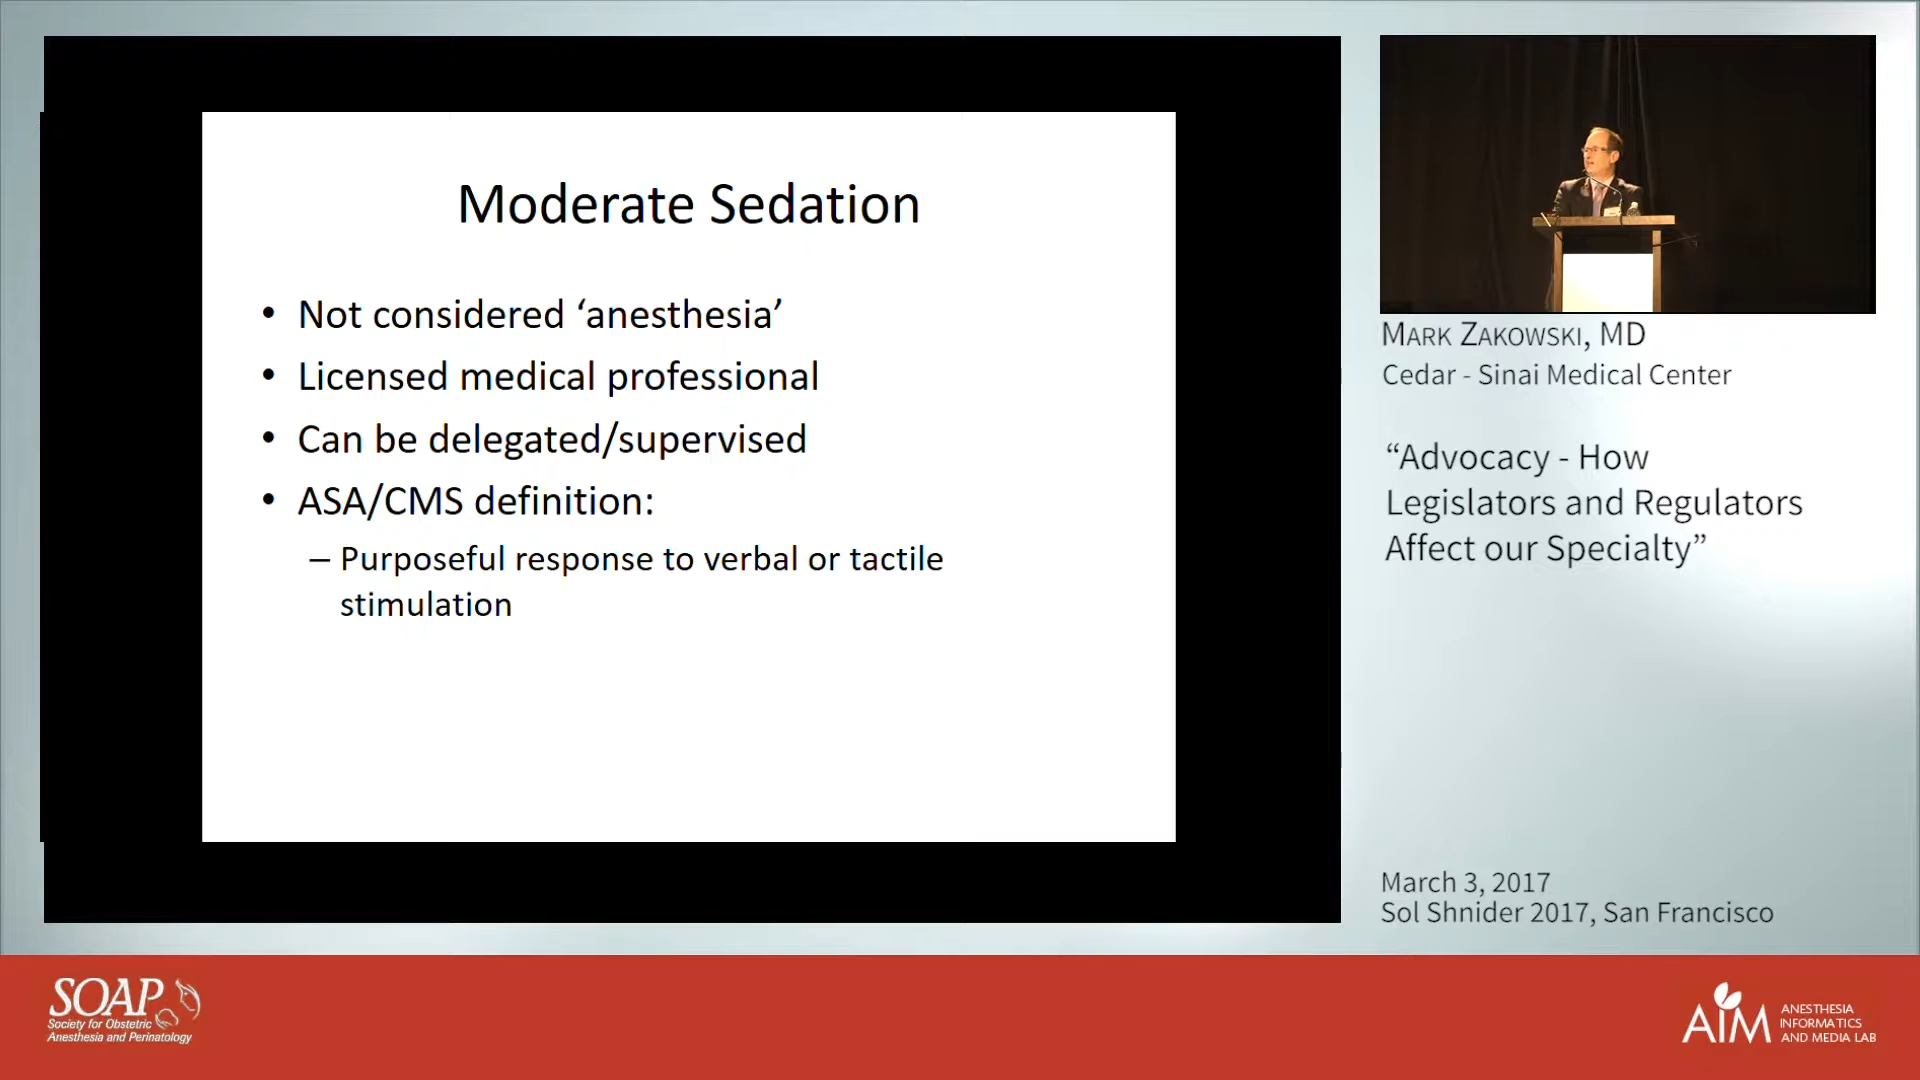 Moderate Sedation
• Not considered ‘anesthesia’
• Licensed medical professional
• Can be delegated/supervised
• ASA/CMS definition:
– Purposeful response to verbal or tactile
stimulation
MARK ZAKOWSKI, MD
Cedar - Sinai Medical Center
“Advocacy - How
Legislators and Regulators
Affect our Specialty”
March 3, 2017
Sol Shnider 2017, San Francisco
SOAP
Society for Obstetric
Anesthesia and Perinatology
AIM
ANESTHESIA
INFORMATICS
AND MEDIA LAB